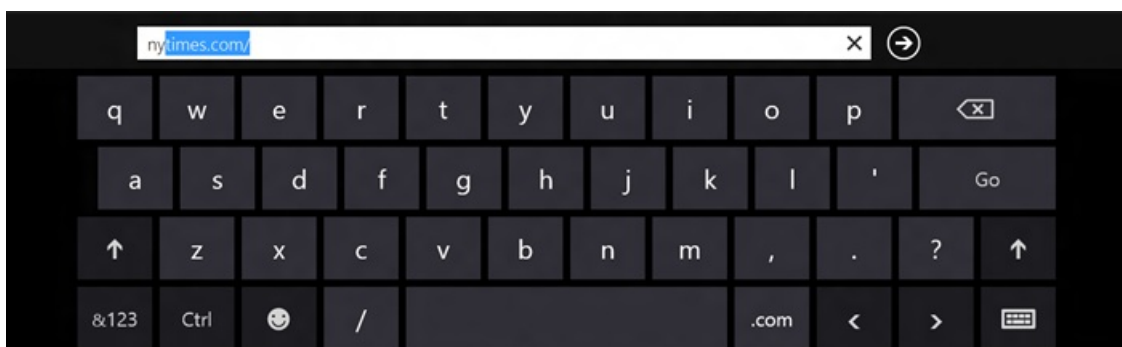 nytimes.com/
q w e r t y u i o p
a s d f g h j k l ' Go
z x c v b n m , . ?
&123 Ctrl / .com < >